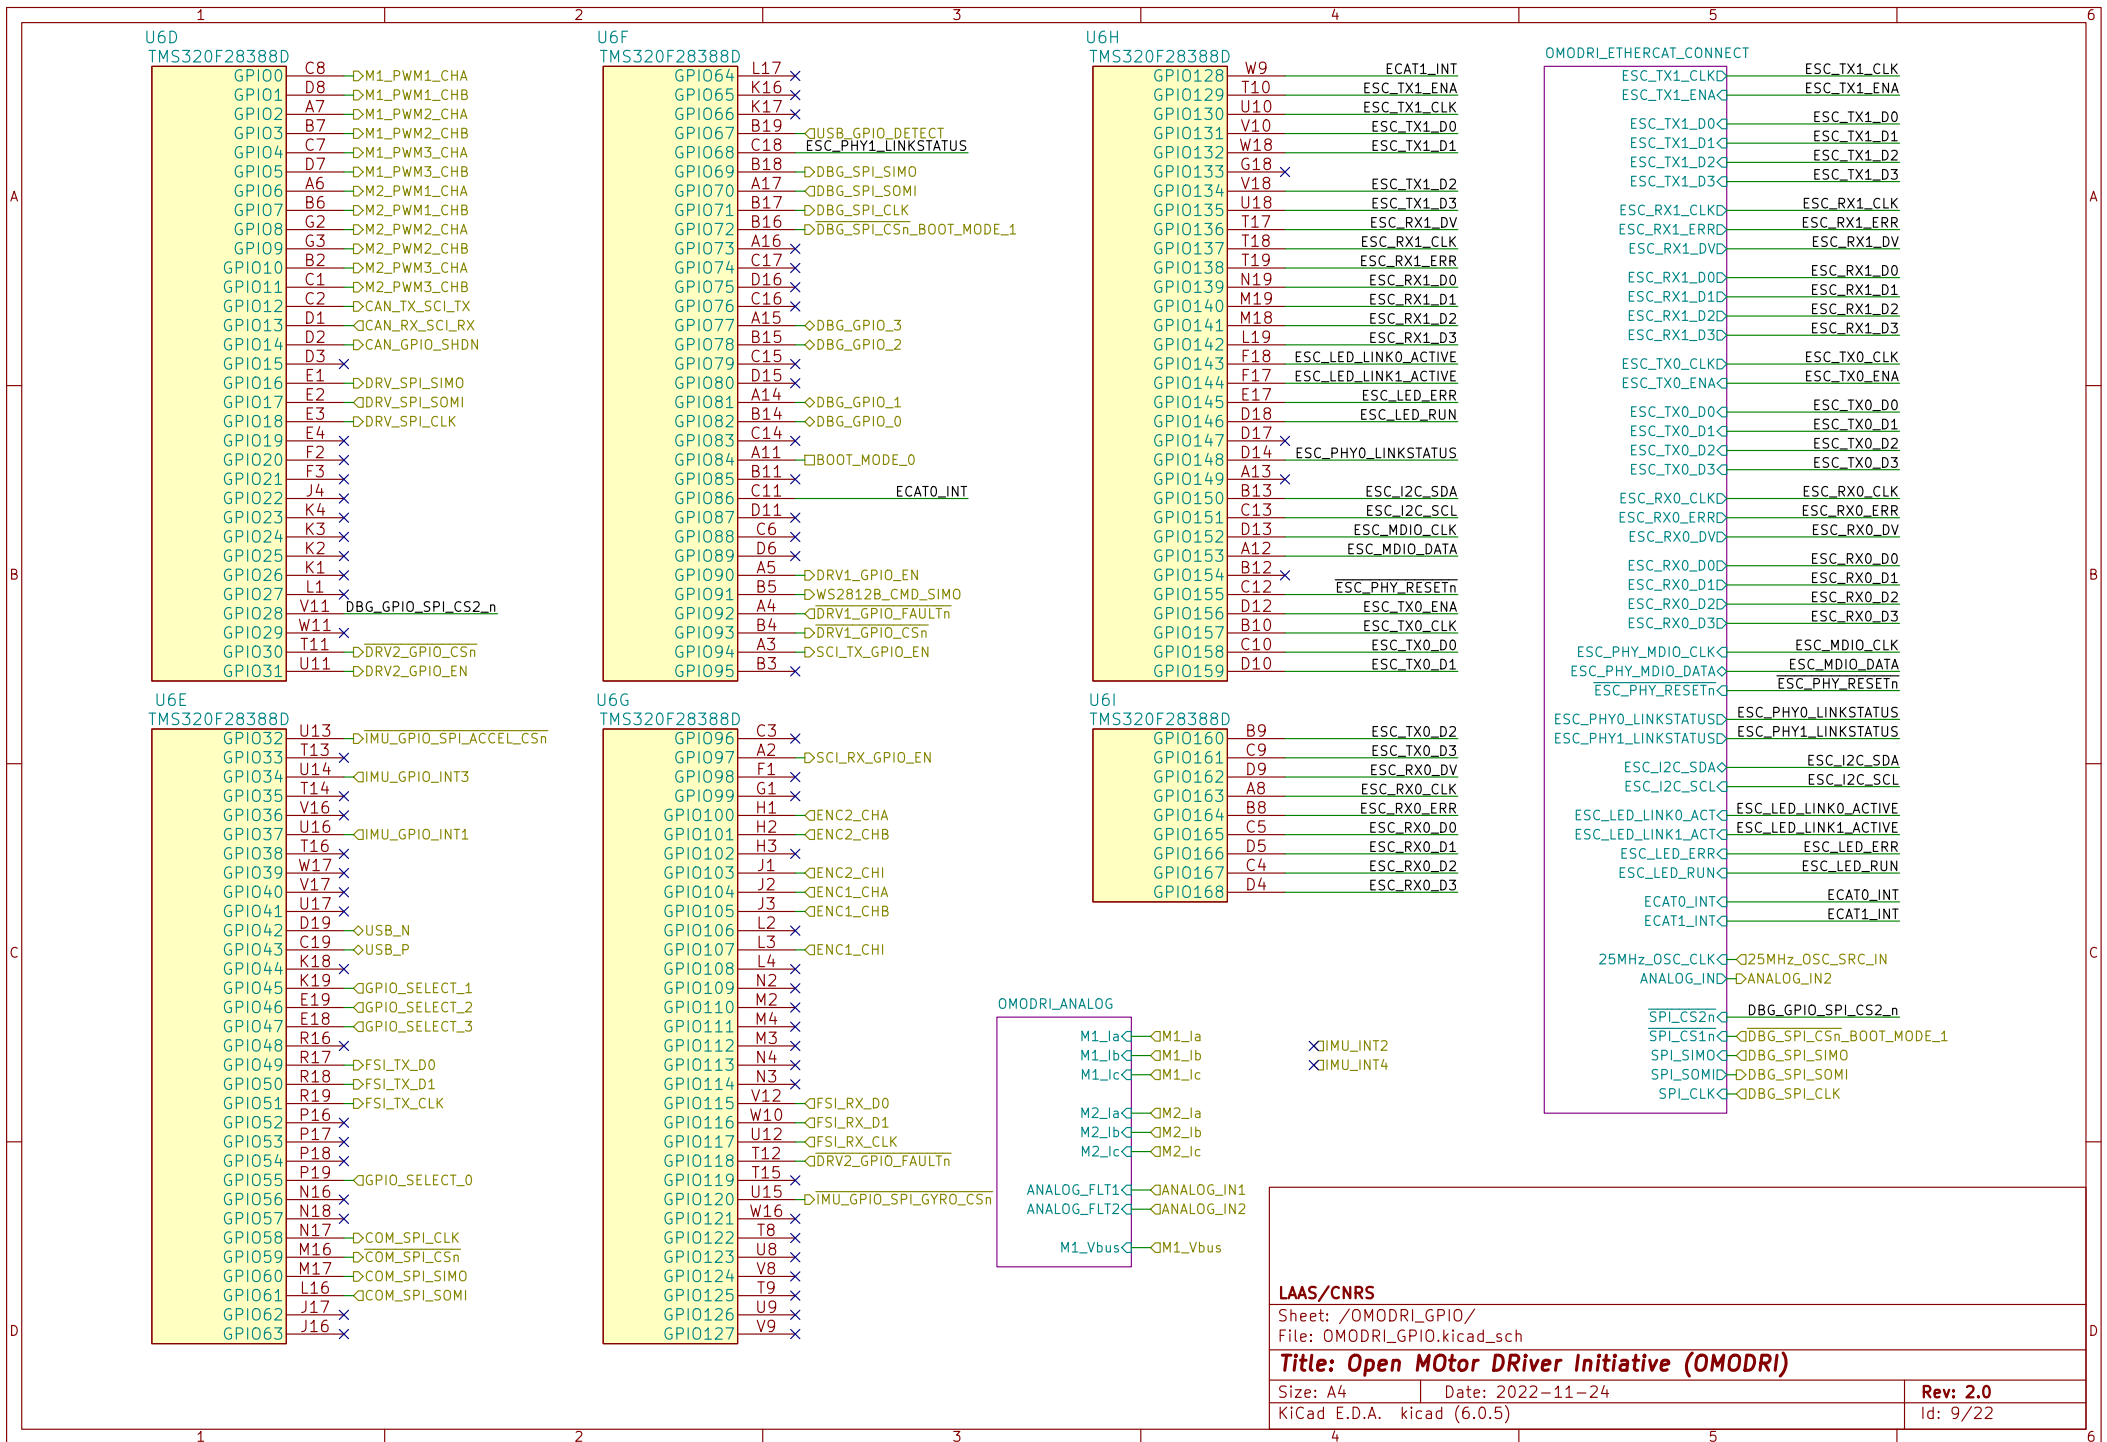 1 2 3 4 5 6
U6D
TMS320F28388D
GPIO0 C8 M1_PWM1_CHA
GPIO1 D8 M1_PWM1_CHB
GPIO2 A7 M1_PWM2_CHA
GPIO3 B7 M1_PWM2_CHB
GPIO4 C7 M1_PWM3_CHA
GPIO5 D7 M1_PWM3_CHB
GPIO6 A6 M2_PWM1_CHA
GPIO7 B6 M2_PWM1_CHB
GPIO8 G2 M2_PWM2_CHA
GPIO9 G3 M2_PWM2_CHB
GPIO10 B2 M2_PWM3_CHA
GPIO11 C1 M2_PWM3_CHB
GPIO12 C2 CAN_TX_SCI_TX
GPIO13 D1 CAN_RX_SCI_RX
GPIO14 D2 CAN_GPIO_SHDN
GPIO15 D3
GPIO16 E1 DRV_SPI_SIMO
GPIO17 E2 DRV_SPI_SOMI
GPIO18 E3 DRV_SPI_CLK
GPIO19 E4
GPIO20 F2
GPIO21 F3
GPIO22 J4
GPIO23 K4
GPIO24 K3
GPIO25 K2
GPIO26 K1
GPIO27 L1
GPIO28 V11 DBG_GPIO_SPI_CS2_n
GPIO29 W11
GPIO30 T11 DRV2_GPIO_CSn
GPIO31 U11 DRV2_GPIO_EN
U6E
TMS320F28388D
GPIO32 U13 IMU_GPIO_SPI_ACCEL_CSn
GPIO33 T13
GPIO34 U14 IMU_GPIO_INT3
GPIO35 T14
GPIO36 V16
GPIO37 U16 IMU_GPIO_INT1
GPIO38 T16
GPIO39 W17
GPIO40 V17
GPIO41 U17
GPIO42 D19 USB_N
GPIO43 C19 USB_P
GPIO44 K18
GPIO45 K19 GPIO_SELECT_1
GPIO46 E19 GPIO_SELECT_2
GPIO47 E18 GPIO_SELECT_3
GPIO48 R16
GPIO49 R17 FSI_TX_D0
GPIO50 R18 FSI_TX_D1
GPIO51 R19 FSI_TX_CLK
GPIO52 P16
GPIO53 P17
GPIO54 P18
GPIO55 P19 GPIO_SELECT_0
GPIO56 N16
GPIO57 N18
GPIO58 N17 COM_SPI_CLK
GPIO59 M16 COM_SPI_CSn
GPIO60 M17 COM_SPI_SIMO
GPIO61 L16 COM_SPI_SOMI
GPIO62 J17
GPIO63 J16
U6F
TMS320F28388D
GPIO64 L17
GPIO65 K16
GPIO66 K17
GPIO67 B19 USB_GPIO_DETECT
GPIO68 C18 ESC_PHY1_LINKSTATUS
GPIO69 B18 DBG_SPI_SIMO
GPIO70 A17 DBG_SPI_SOMI
GPIO71 B17 DBG_SPI_CLK
GPIO72 B16 DBG_SPI_CSn_BOOT_MODE_1
GPIO73 A16
GPIO74 C17
GPIO75 D16
GPIO76 C16
GPIO77 A15 DBG_GPIO_3
GPIO78 B15 DBG_GPIO_2
GPIO79 C15
GPIO80 D15
GPIO81 A14 DBG_GPIO_1
GPIO82 B14 DBG_GPIO_0
GPIO83 C14
GPIO84 A11 BOOT_MODE_0
GPIO85 B11
GPIO86 C11 ECAT0_INT
GPIO87 D11
GPIO88 C6
GPIO89 D6
GPIO90 A5 DRV1_GPIO_EN
GPIO91 B5 WS2812B_CMD_SIMO
GPIO92 A4 DRV1_GPIO_FAULTn
GPIO93 B4 DRV1_GPIO_CSn
GPIO94 A3 SCI_TX_GPIO_EN
GPIO95 B3
U6G
TMS320F28388D
GPIO96 C3
GPIO97 A2 SCI_RX_GPIO_EN
GPIO98 F1
GPIO99 G1
GPIO100 H1 ENC2_CHA
GPIO101 H2 ENC2_CHB
GPIO102 H3
GPIO103 J1 ENC2_CHI
GPIO104 J2 ENC1_CHA
GPIO105 J3 ENC1_CHB
GPIO106 L2
GPIO107 L3 ENC1_CHI
GPIO108 L4
GPIO109 N2
GPIO110 M2
GPIO111 M4
GPIO112 M3
GPIO113 N4
GPIO114 N3
GPIO115 V12 FSI_RX_D0
GPIO116 W10 FSI_RX_D1
GPIO117 U12 FSI_RX_CLK
GPIO118 T12 DRV2_GPIO_FAULTn
GPIO119 T15
GPIO120 U15 IMU_GPIO_SPI_GYRO_CSn
GPIO121 W16
GPIO122 T8
GPIO123 U8
GPIO124 V8
GPIO125 T9
GPIO126 U9
GPIO127 V9
U6H
TMS320F28388D
GPIO128 W9 ECAT1_INT
GPIO129 T10 ESC_TX1_ENA
GPIO130 U10 ESC_TX1_CLK
GPIO131 V10 ESC_TX1_D0
GPIO132 W18 ESC_TX1_D1
GPIO133 G18
GPIO134 V18 ESC_TX1_D2
GPIO135 U18 ESC_TX1_D3
GPIO136 T17 ESC_RX1_DV
GPIO137 T18 ESC_RX1_CLK
GPIO138 T19 ESC_RX1_ERR
GPIO139 N19 ESC_RX1_D0
GPIO140 M19 ESC_RX1_D1
GPIO141 M18 ESC_RX1_D2
GPIO142 L19 ESC_RX1_D3
GPIO143 F18 ESC_LED_LINK0_ACTIVE
GPIO144 F17 ESC_LED_LINK1_ACTIVE
GPIO145 E17 ESC_LED_ERR
GPIO146 D18 ESC_LED_RUN
GPIO147 D17
GPIO148 D14 ESC_PHY0_LINKSTATUS
GPIO149 A13
GPIO150 B13 ESC_I2C_SDA
GPIO151 C13 ESC_I2C_SCL
GPIO152 D13 ESC_MDIO_CLK
GPIO153 A12 ESC_MDIO_DATA
GPIO154 B12
GPIO155 C12 ESC_PHY_RESETn
GPIO156 D12 ESC_TX0_ENA
GPIO157 B10 ESC_TX0_CLK
GPIO158 C10 ESC_TX0_D0
GPIO159 D10 ESC_TX0_D1
U6I
TMS320F28388D
GPIO160 B9 ESC_TX0_D2
GPIO161 C9 ESC_TX0_D3
GPIO162 D9 ESC_RX0_DV
GPIO163 A8 ESC_RX0_CLK
GPIO164 B8 ESC_RX0_ERR
GPIO165 C5 ESC_RX0_D0
GPIO166 D5 ESC_RX0_D1
GPIO167 C4 ESC_RX0_D2
GPIO168 D4 ESC_RX0_D3
OMODRI_ANALOG
M1_Ia M1_Ia
M1_Ib M1_Ib
M1_Ic M1_Ic
M2_Ia M2_Ia
M2_Ib M2_Ib
M2_Ic M2_Ic
ANALOG_FLT1 ANALOG_IN1
ANALOG_FLT2 ANALOG_IN2
M1_Vbus M1_Vbus
IMU_INT2
IMU_INT4
OMODRI_ETHERCAT_CONNECT
ESC_TX1_CLK ESC_TX1_CLK
ESC_TX1_ENA ESC_TX1_ENA
ESC_TX1_D0 ESC_TX1_D0
ESC_TX1_D1 ESC_TX1_D1
ESC_TX1_D2 ESC_TX1_D2
ESC_TX1_D3 ESC_TX1_D3
ESC_RX1_CLK ESC_RX1_CLK
ESC_RX1_ERR ESC_RX1_ERR
ESC_RX1_DV ESC_RX1_DV
ESC_RX1_D0 ESC_RX1_D0
ESC_RX1_D1 ESC_RX1_D1
ESC_RX1_D2 ESC_RX1_D2
ESC_RX1_D3 ESC_RX1_D3
ESC_TX0_CLK ESC_TX0_CLK
ESC_TX0_ENA ESC_TX0_ENA
ESC_TX0_D0 ESC_TX0_D0
ESC_TX0_D1 ESC_TX0_D1
ESC_TX0_D2 ESC_TX0_D2
ESC_TX0_D3 ESC_TX0_D3
ESC_RX0_CLK ESC_RX0_CLK
ESC_RX0_ERR ESC_RX0_ERR
ESC_RX0_DV ESC_RX0_DV
ESC_RX0_D0 ESC_RX0_D0
ESC_RX0_D1 ESC_RX0_D1
ESC_RX0_D2 ESC_RX0_D2
ESC_RX0_D3 ESC_RX0_D3
ESC_PHY_MDIO_CLK ESC_MDIO_CLK
ESC_PHY_MDIO_DATA ESC_MDIO_DATA
ESC_PHY_RESETn ESC_PHY_RESETn
ESC_PHY0_LINKSTATUS ESC_PHY0_LINKSTATUS
ESC_PHY1_LINKSTATUS ESC_PHY1_LINKSTATUS
ESC_I2C_SDA ESC_I2C_SDA
ESC_I2C_SCL ESC_I2C_SCL
ESC_LED_LINK0_ACT ESC_LED_LINK0_ACTIVE
ESC_LED_LINK1_ACT ESC_LED_LINK1_ACTIVE
ESC_LED_ERR ESC_LED_ERR
ESC_LED_RUN ESC_LED_RUN
ECAT0_INT ECAT0_INT
ECAT1_INT ECAT1_INT
25MHz_OSC_CLK 25MHz_OSC_SRC_IN
ANALOG_IN ANALOG_IN2
SPI_CS2n DBG_GPIO_SPI_CS2_n
SPI_CS1n DBG_SPI_CSn_BOOT_MODE_1
SPI_SIMO DBG_SPI_SIMO
SPI_SOMI DBG_SPI_SOMI
SPI_CLK DBG_SPI_CLK
A A
B B
C C
D D
LAAS/CNRS
Sheet: /OMODRI_GPIO/
File: OMODRI_GPIO.kicad_sch
Title: Open MOtor DRiver Initiative (OMODRI)
Size: A4 Date: 2022-11-24 Rev: 2.0
KiCad E.D.A. kicad (6.0.5) Id: 9/22
1 2 3 4 5 6